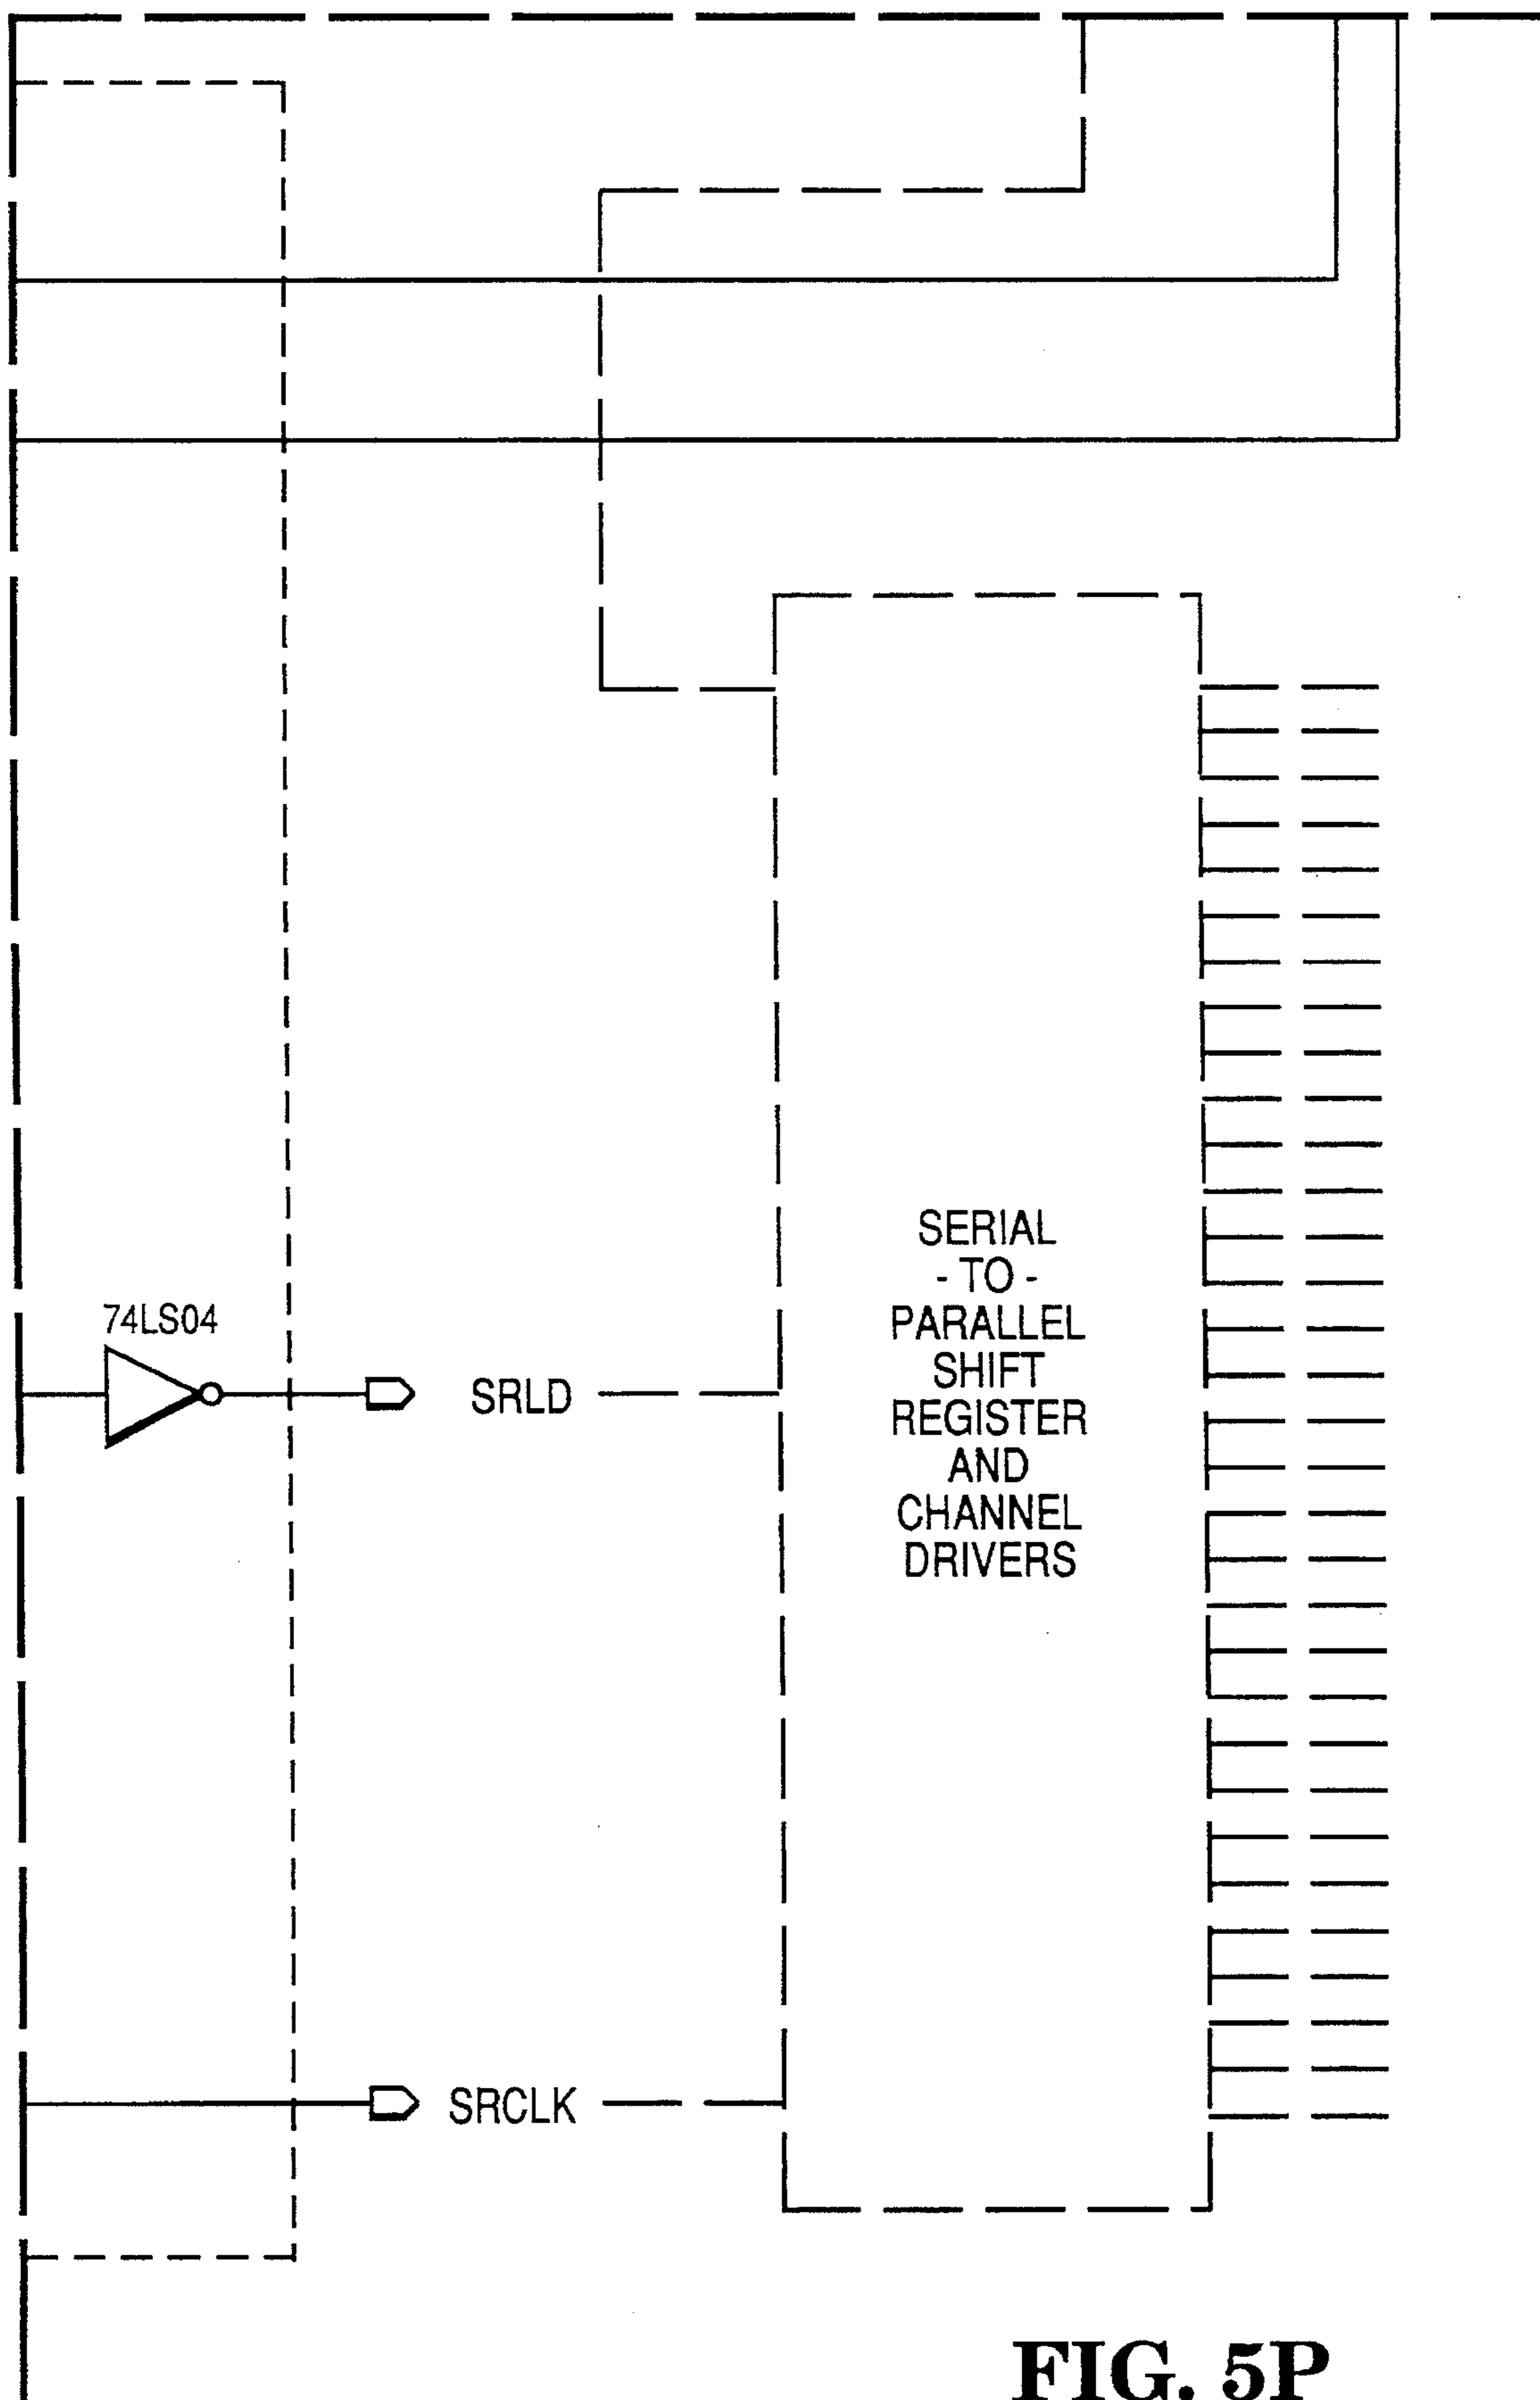 74LS04
SRLD
SERIAL
- TO -
PARALLEL
SHIFT
REGISTER
AND
CHANNEL
DRIVERS
SRCLK
FIG. 5P